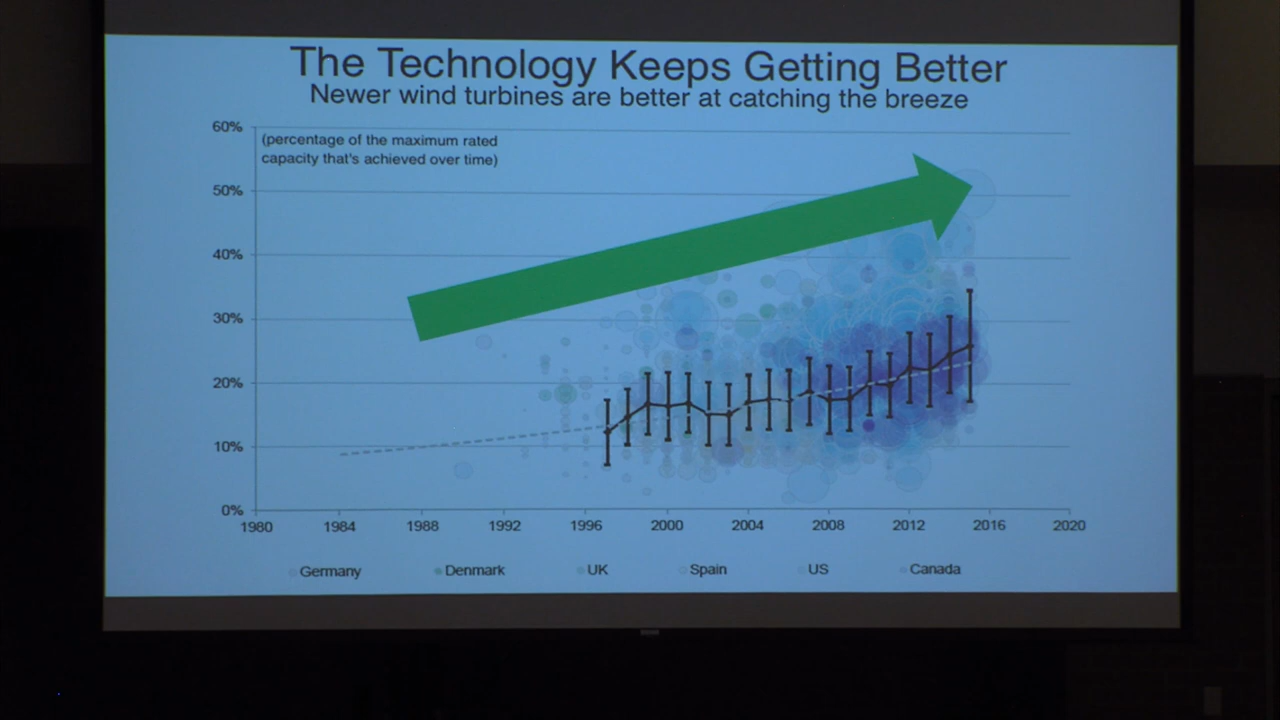 The Technology Keeps Getting Better
Newer wind turbines are better at catching the breeze
(percentage of the maximum rated
capacity that's achieved over time)
60%
50%
40%
30%
20%
10%
0%
1980 1984 1988 1992 1996 2000 2004 2008 2012 2016 2020
Germany Denmark UK Spain US Canada